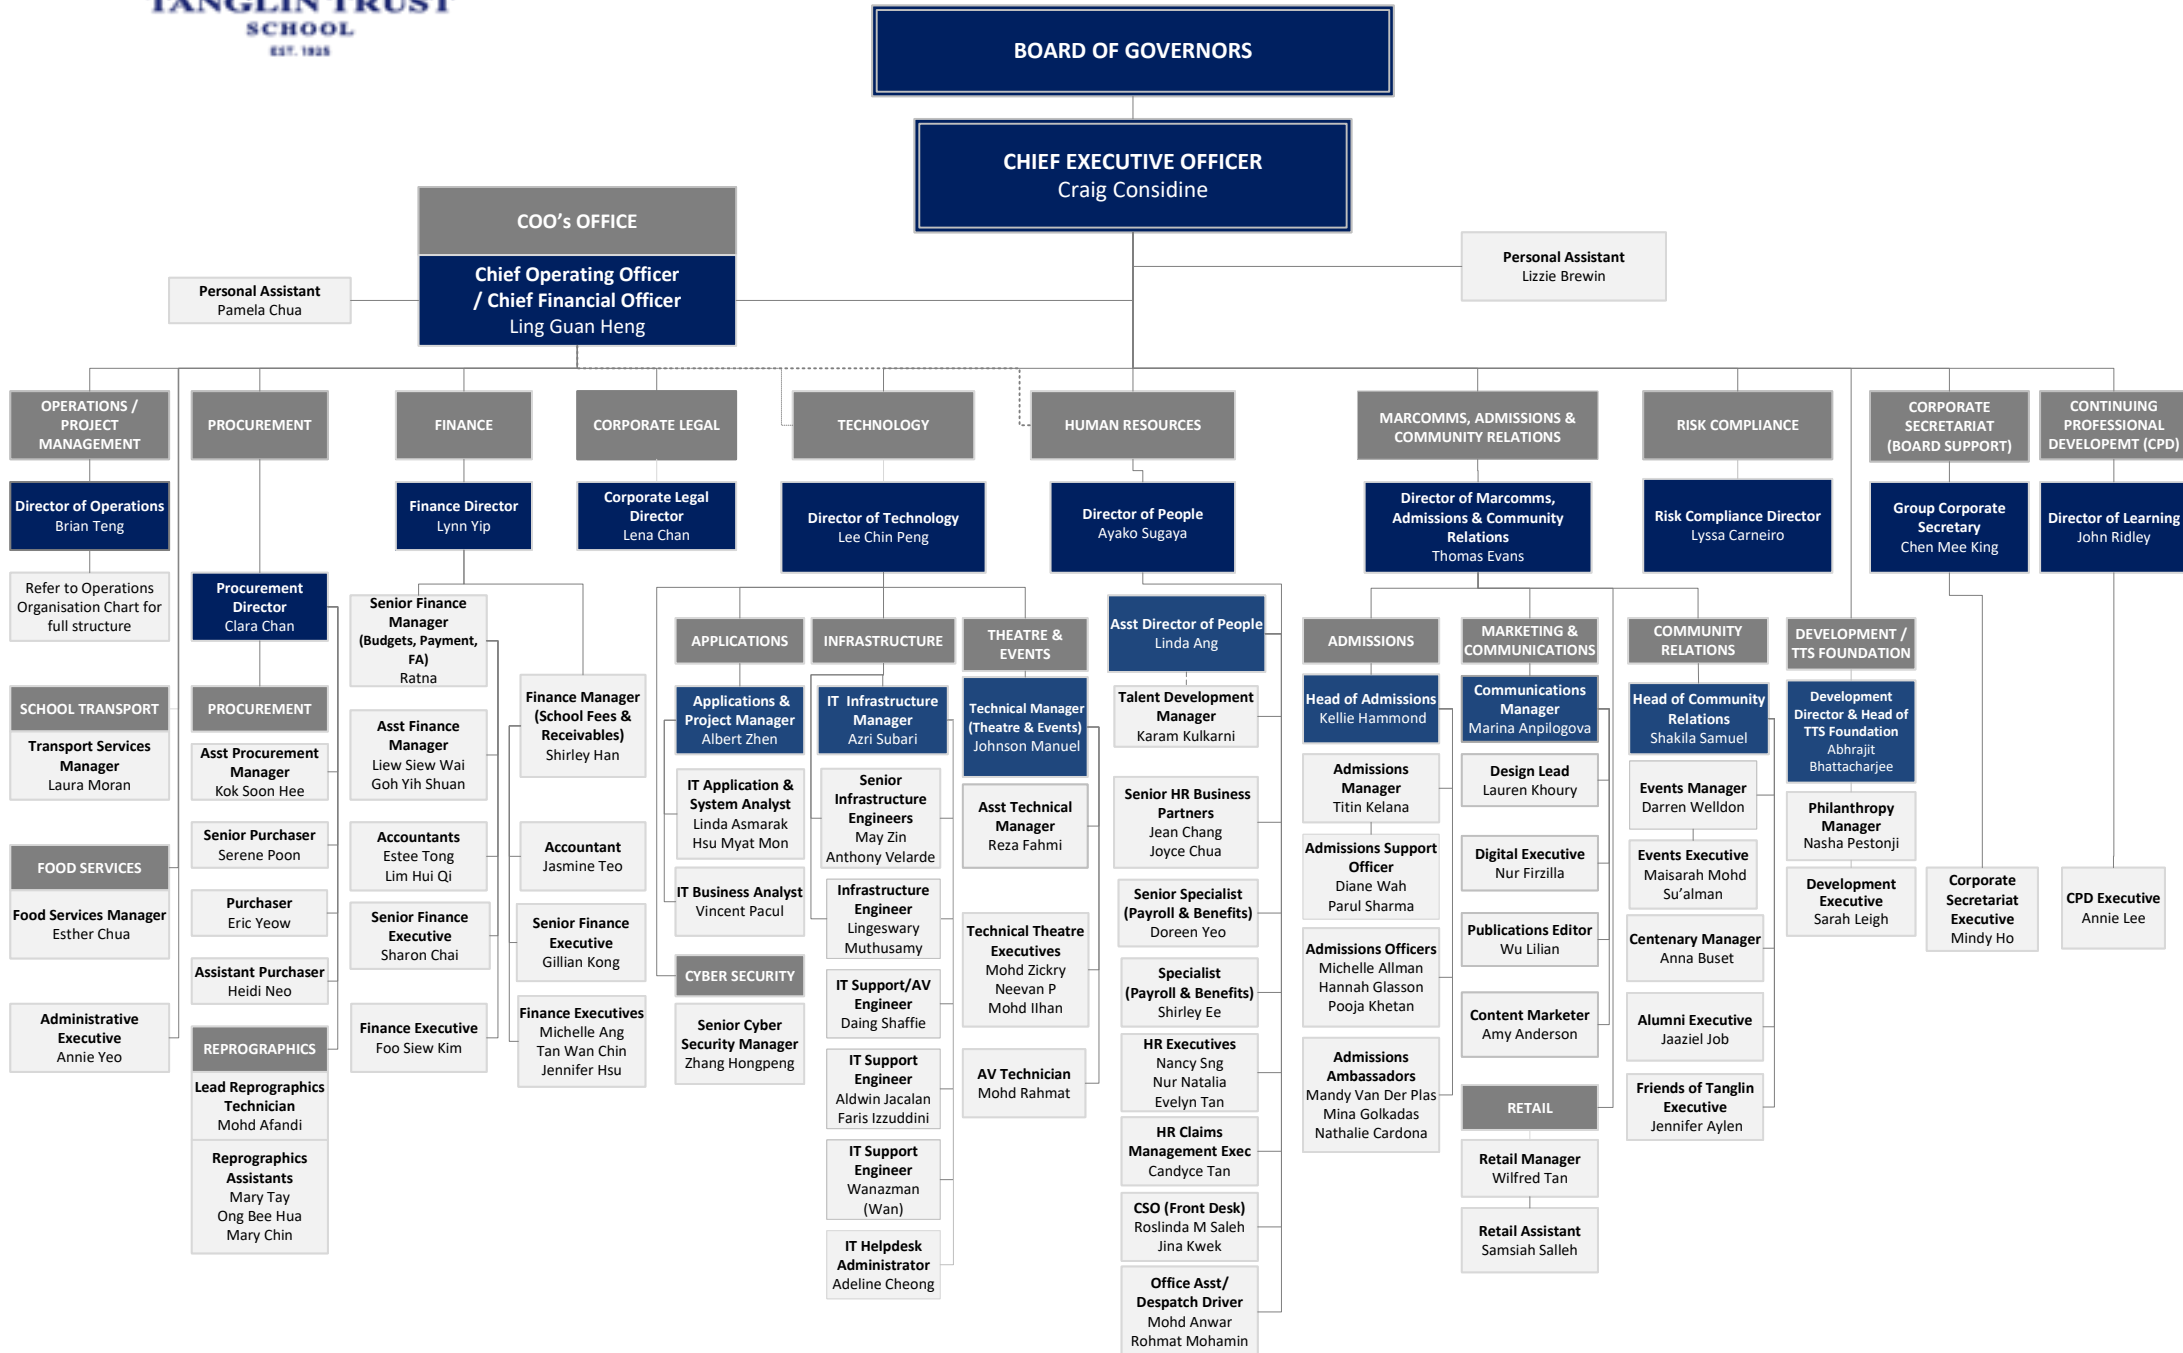 TANGLIN TRUST
SCHOOL
EST. 1925
BOARD OF GOVERNORS
CHIEF EXECUTIVE OFFICER
Craig Considine
COO's OFFICE
Chief Operating Officer
/ Chief Financial Officer
Ling Guan Heng
Personal Assistant
Pamela Chua
Personal Assistant
Lizzie Brewin
OPERATIONS /
PROJECT
MANAGEMENT
Director of Operations
Brian Teng
Refer to Operations
Organisation Chart for
full structure
SCHOOL TRANSPORT
Transport Services
Manager
Laura Moran
FOOD SERVICES
Food Services Manager
Esther Chua
Administrative
Executive
Annie Yeo
PROCUREMENT
Procurement
Director
Clara Chan
PROCUREMENT
Asst Procurement
Manager
Kok Soon Hee
Senior Purchaser
Serene Poon
Purchaser
Eric Yeow
Assistant Purchaser
Heidi Neo
REPROGRAPHICS
Lead Reprographics
Technician
Mohd Afandi
Reprographics
Assistants
Mary Tay
Ong Bee Hua
Mary Chin
FINANCE
Finance Director
Lynn Yip
Senior Finance
Manager
(Budgets, Payment,
FA)
Ratna
Asst Finance
Manager
Liew Siew Wai
Goh Yih Shuan
Accountants
Estee Tong
Lim Hui Qi
Senior Finance
Executive
Sharon Chai
Finance Executive
Foo Siew Kim
Finance Manager
(School Fees &
Receivables)
Shirley Han
Accountant
Jasmine Teo
Senior Finance
Executive
Gillian Kong
Finance Executives
Michelle Ang
Tan Wan Chin
Jennifer Hsu
CORPORATE LEGAL
Corporate Legal
Director
Lena Chan
TECHNOLOGY
Director of Technology
Lee Chin Peng
APPLICATIONS
Applications &
Project Manager
Albert Zhen
IT Application &
System Analyst
Linda Asmarak
Hsu Myat Mon
IT Business Analyst
Vincent Pacul
CYBER SECURITY
Senior Cyber
Security Manager
Zhang Hongpeng
INFRASTRUCTURE
IT Infrastructure
Manager
Azri Subari
Senior
Infrastructure
Engineers
May Zin
Anthony Velarde
Infrastructure
Engineer
Lingeswary
Muthusamy
IT Support/AV
Engineer
Daing Shaffie
IT Support
Engineer
Aldwin Jacalan
Faris Izzuddini
IT Support
Engineer
Wanazman
(Wan)
IT Helpdesk
Administrator
Adeline Cheong
THEATRE &
EVENTS
Technical Manager
(Theatre & Events)
Johnson Manuel
Asst Technical
Manager
Reza Fahmi
Technical Theatre
Executives
Mohd Zickry
Neevan P
Mohd IIhan
AV Technician
Mohd Rahmat
HUMAN RESOURCES
Director of People
Ayako Sugaya
Asst Director of People
Linda Ang
Talent Development
Manager
Karam Kulkarni
Senior HR Business
Partners
Jean Chang
Joyce Chua
Senior Specialist
(Payroll & Benefits)
Doreen Yeo
Specialist
(Payroll & Benefits)
Shirley Ee
HR Executives
Nancy Sng
Nur Natalia
Evelyn Tan
HR Claims
Management Exec
Candyce Tan
CSO (Front Desk)
Roslinda M Saleh
Jina Kwek
Office Asst/
Despatch Driver
Mohd Anwar
Rohmat Mohamin
MARCOMMS, ADMISSIONS &
COMMUNITY RELATIONS
Director of Marcomms,
Admissions & Community
Relations
Thomas Evans
ADMISSIONS
Head of Admissions
Kellie Hammond
Admissions
Manager
Titin Kelana
Admissions Support
Officer
Diane Wah
Parul Sharma
Admissions Officers
Michelle Allman
Hannah Glasson
Pooja Khetan
Admissions
Ambassadors
Mandy Van Der Plas
Mina Golkadas
Nathalie Cardona
MARKETING &
COMMUNICATIONS
Communications
Manager
Marina Anpilogova
Design Lead
Lauren Khoury
Digital Executive
Nur Firzilla
Publications Editor
Wu Lilian
Content Marketer
Amy Anderson
RETAIL
Retail Manager
Wilfred Tan
Retail Assistant
Samsiah Salleh
COMMUNITY
RELATIONS
Head of Community
Relations
Shakila Samuel
Events Manager
Darren Welldon
Events Executive
Maisarah Mohd
Su'alman
Centenary Manager
Anna Buset
Alumni Executive
Jaaziel Job
Friends of Tanglin
Executive
Jennifer Aylen
RISK COMPLIANCE
Risk Compliance Director
Lyssa Carneiro
DEVELOPMENT /
TTS FOUNDATION
Development
Director & Head of
TTS Foundation
Abhrajit
Bhattacharjee
Philanthropy
Manager
Nasha Pestonji
Development
Executive
Sarah Leigh
CORPORATE
SECRETARIAT
(BOARD SUPPORT)
Group Corporate
Secretary
Chen Mee King
Corporate
Secretariat
Executive
Mindy Ho
CONTINUING
PROFESSIONAL
DEVELOPEMT (CPD)
Director of Learning
John Ridley
CPD Executive
Annie Lee